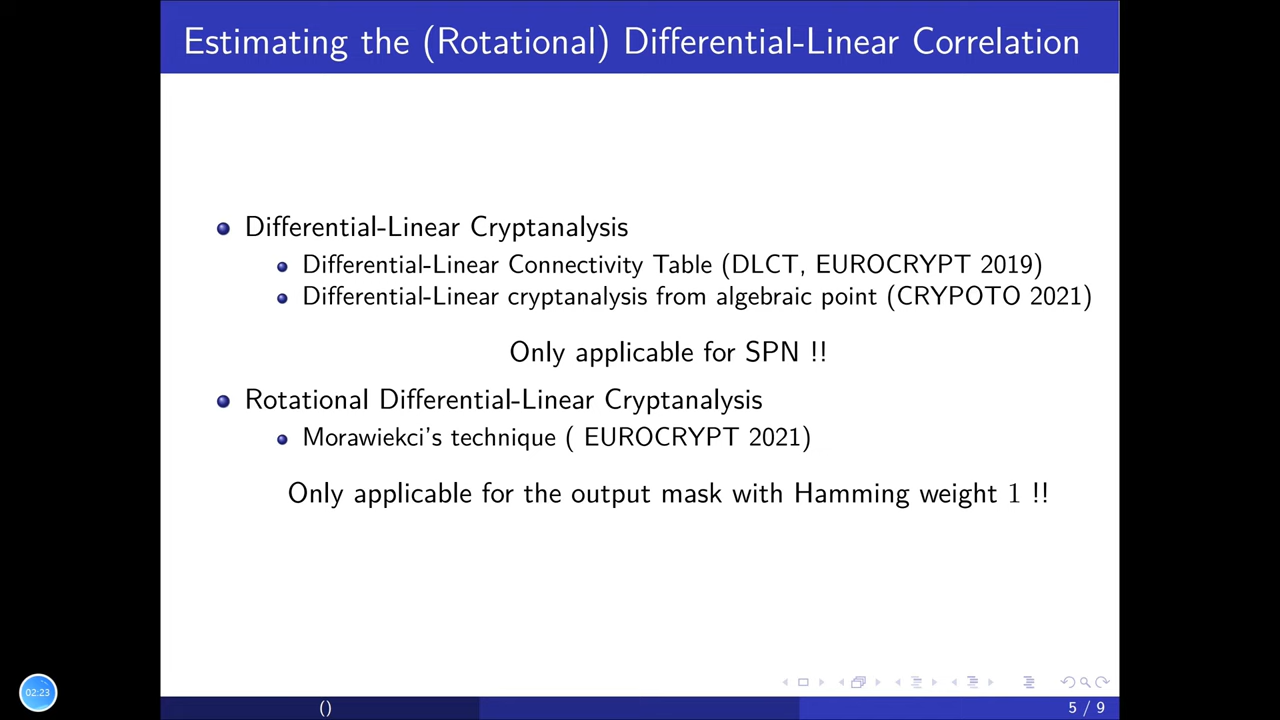 Estimating the (Rotational) Differential-Linear Correlation
Differential-Linear Cryptanalysis
Differential-Linear Connectivity Table (DLCT, EUROCRYPT 2019)
Differential-Linear cryptanalysis from algebraic point (CRYPOTO 2021)
Only applicable for SPN !!
Rotational Differential-Linear Cryptanalysis
Morawiekci's technique ( EUROCRYPT 2021)
Only applicable for the output mask with Hamming weight 1 !!
02:23
()
5 / 9